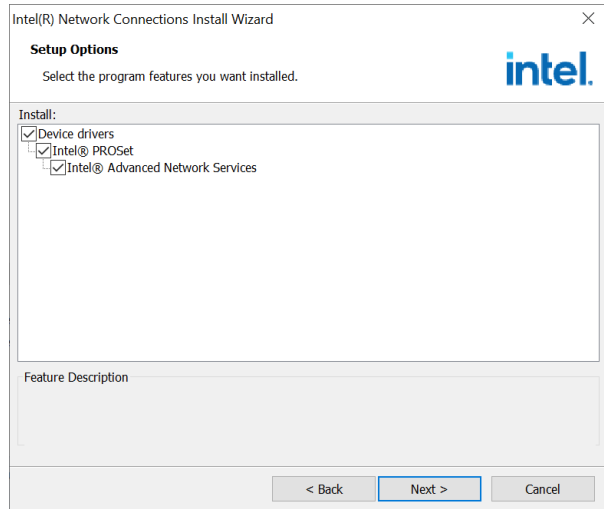 Intel(R) Network Connections Install Wizard
Setup Options
Select the program features you want installed.
intel.
Install:
Device drivers
Intel® PROSet
Intel® Advanced Network Services
Feature Description
< Back
Next >
Cancel